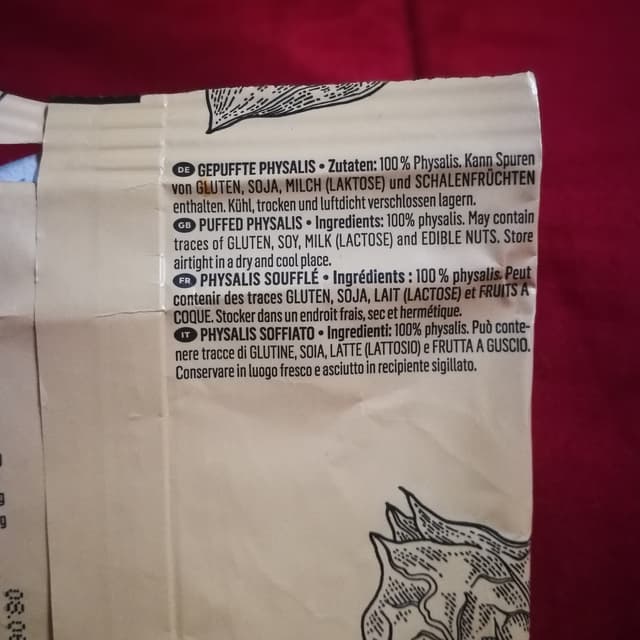 DE GEPUFFTE PHYSALIS • Zutaten: 100 % Physalis. Kann Spuren
von GLUTEN, SOJA, MILCH (LAKTOSE) und SCHALENFRÜCHTEN
enthalten. Kühl, trocken und luftdicht verschlossen lagern.
GB PUFFED PHYSALIS • Ingredients: 100% physalis. May contain
traces of GLUTEN, SOY, MILK (LACTOSE) and EDIBLE NUTS. Store
airtight in a dry and cool place.
FR PHYSALIS SOUFFLÉ • Ingrédients : 100 % physalis. Peut
contenir des traces GLUTEN, SOJA, LAIT (LACTOSE) et FRUITS À
COQUE. Stocker dans un endroit frais, sec et hermétique.
IT PHYSALIS SOFFIATO • Ingredienti: 100% physalis. Può conte-
nere tracce di GLUTINE, SOIA, LATTE (LATTOSIO) e FRUTTA A GUSCIO.
Conservare in luogo fresco e asciutto in recipiente sigillato.